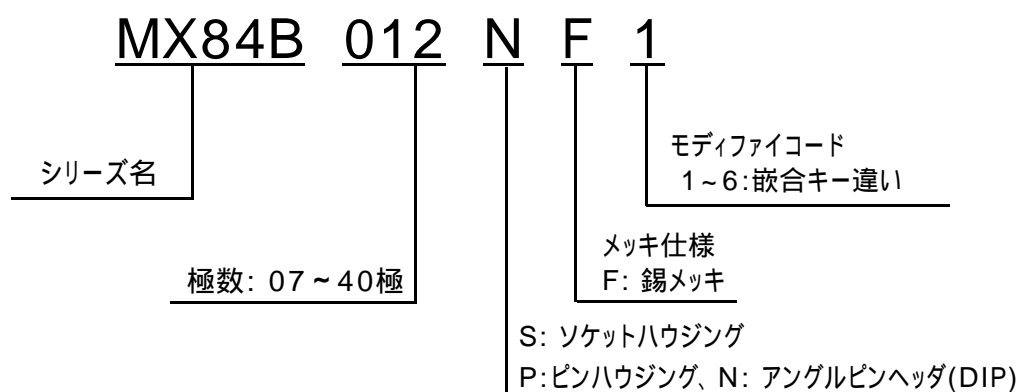 MX84B 012 N F 1
モディファイコード
1~6:嵌合キー違い
シリーズ名
メッキ仕様
極数: 07~40極
F: 錫メッキ
S: ソケットハウジング
P:ピンハウジング、N: アングルピンヘッダ(DIP)